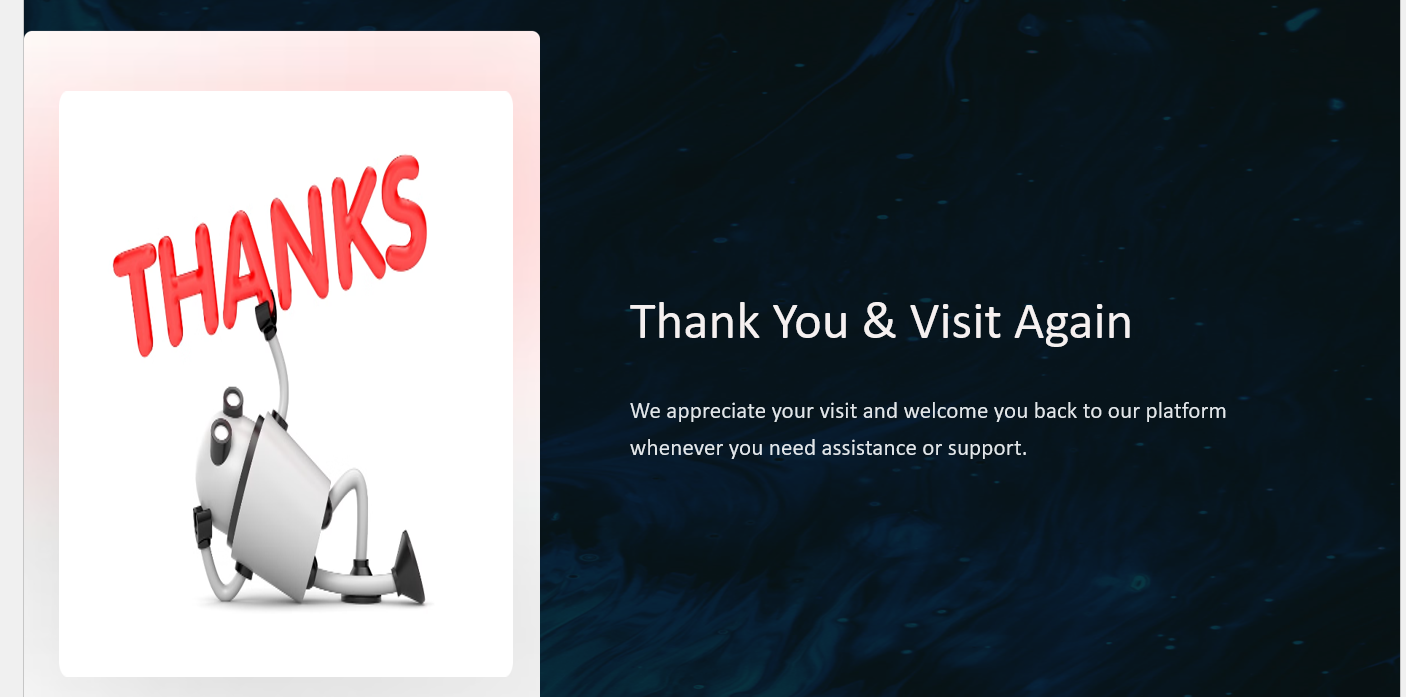 THANKS
Thank You & Visit Again
We appreciate your visit and welcome you back to our platform
whenever you need assistance or support.